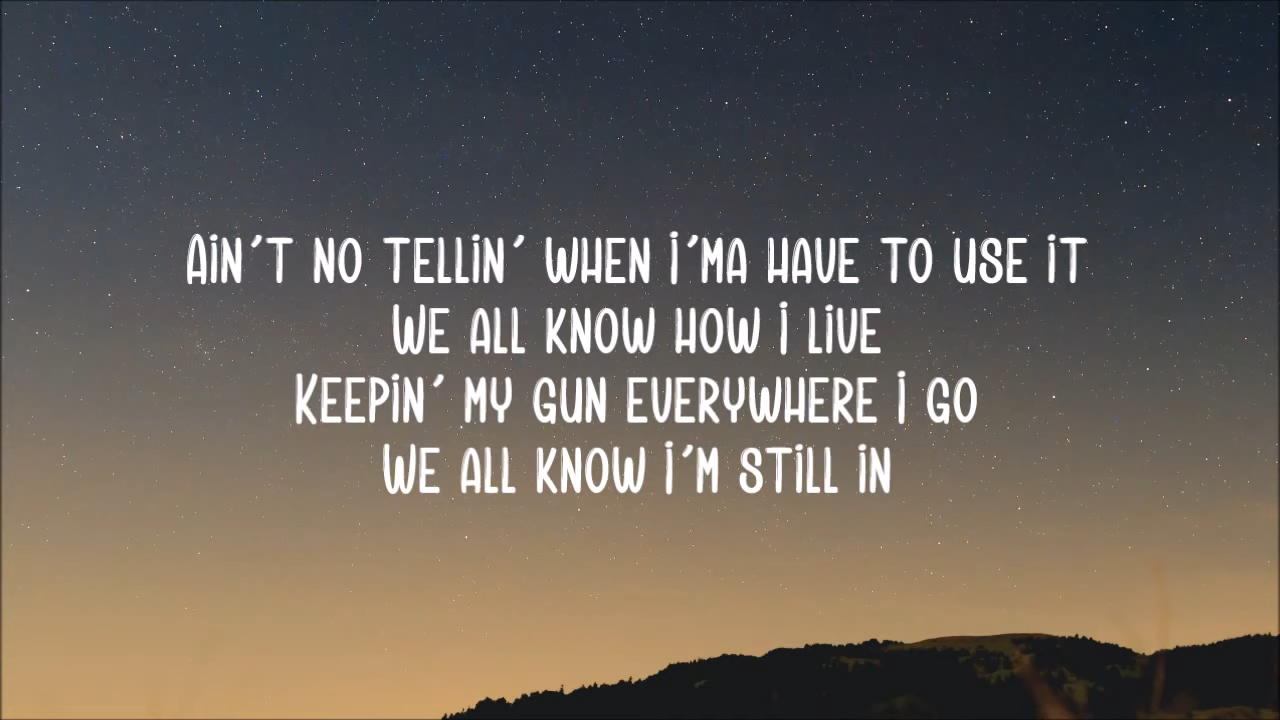 Ain't no tellin' when I'ma have to use it
We all know how I live
Keepin' my gun everywhere I go
We all know I'm still in